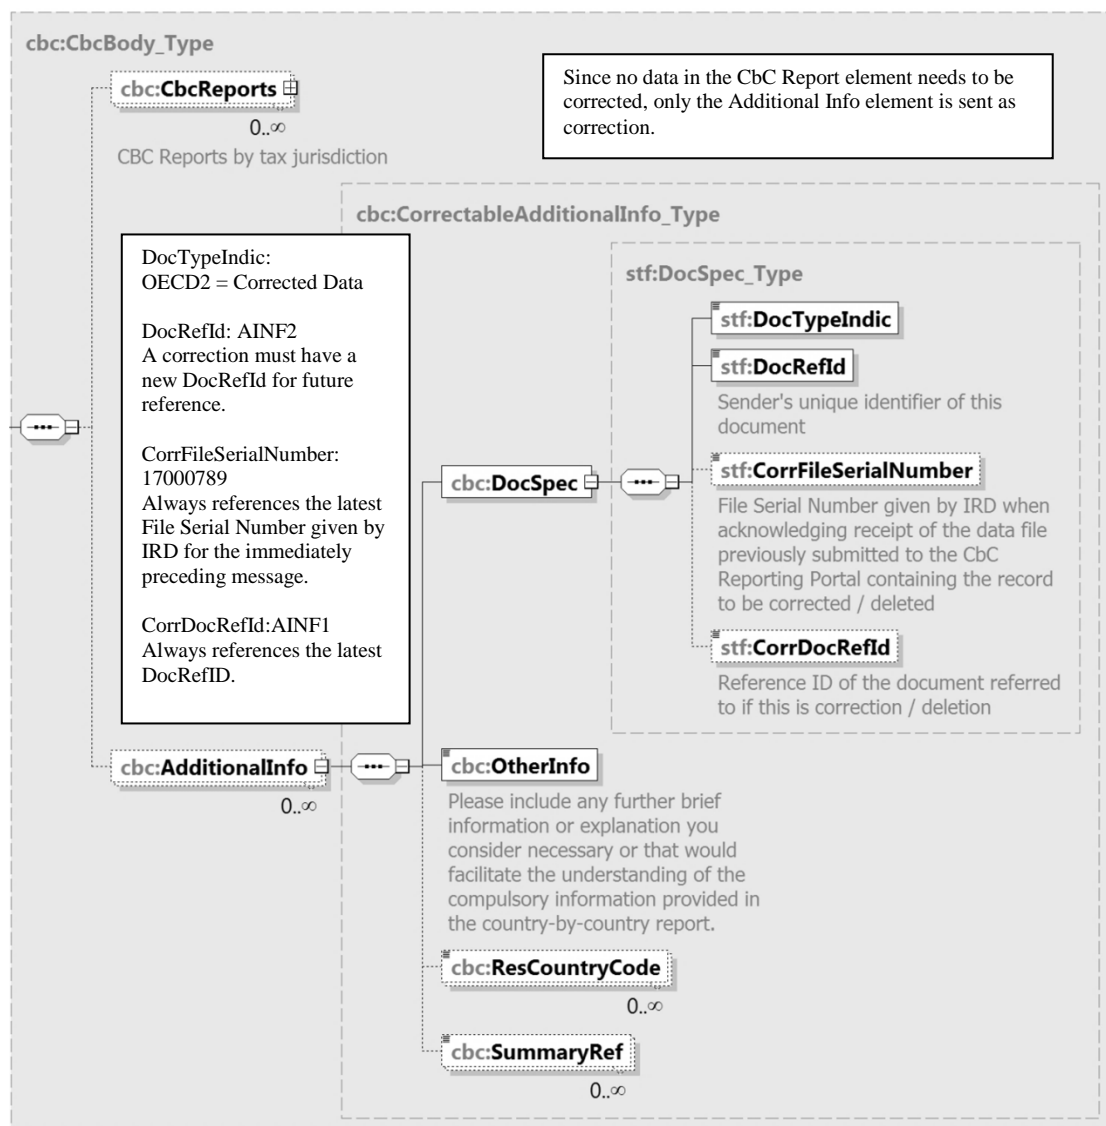 cbc:CbcBody_Type
cbc:CbcReports
0..∞
CBC Reports by tax jurisdiction
Since no data in the CbC Report element needs to be
corrected, only the Additional Info element is sent as
correction.
cbc:CorrectableAdditionalInfo_Type
DocTypeIndic:
OECD2 = Corrected Data
DocRefId: AINF2
A correction must have a
new DocRefId for future
reference.
CorrFileSerialNumber:
17000789
Always references the latest
File Serial Number given by
IRD for the immediately
preceding message.
CorrDocRefId:AINF1
Always references the latest
DocRefID.
stf:DocSpec_Type
stf:DocTypeIndic
stf:DocRefId
Sender's unique identifier of this
document
cbc:DocSpec
stf:CorrFileSerialNumber
File Serial Number given by IRD when
acknowledging receipt of the data file
previously submitted to the CbC
Reporting Portal containing the record
to be corrected / deleted
stf:CorrDocRefId
Reference ID of the document referred
to if this is correction / deletion
cbc:AdditionalInfo
0..∞
cbc:OtherInfo
Please include any further brief
information or explanation you
consider necessary or that would
facilitate the understanding of the
compulsory information provided in
the country-by-country report.
cbc:ResCountryCode
0..∞
cbc:SummaryRef
0..∞